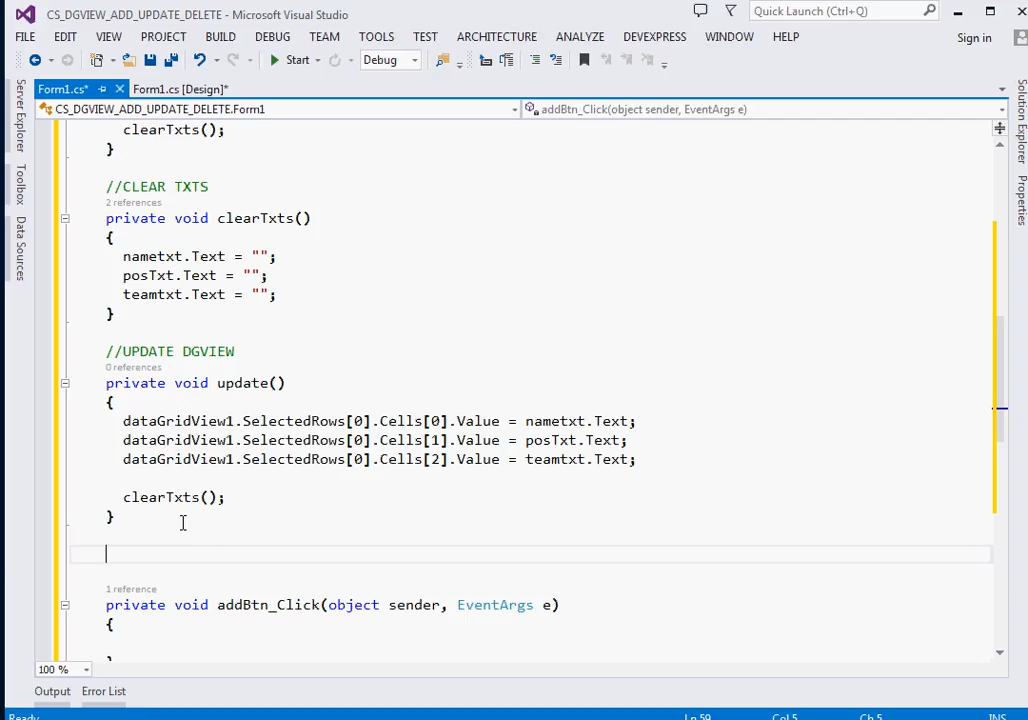 CS_DGVIEW_ADD_UPDATE_DELETE - Microsoft Visual Studio
Quick Launch (Ctrl+Q)
FILE EDIT VIEW PROJECT BUILD DEBUG TEAM TOOLS TEST ARCHITECTURE ANALYZE DEVEXPRESS WINDOW HELP Sign in
Start Debug
Form1.cs* Form1.cs [Design]*
CS_DGVIEW_ADD_UPDATE_DELETE.Form1 addBtn_Click(object sender, EventArgs e)
Server Explorer
Toolbox
Data Sources
Solution Explorer
Properties
clearTxts();
}
//CLEAR TXTS
2 references
private void clearTxts()
{
nametxt.Text = "";
posTxt.Text = "";
teamtxt.Text = "";
}
//UPDATE DGVIEW
0 references
private void update()
{
dataGridView1.SelectedRows[0].Cells[0].Value = nametxt.Text;
dataGridView1.SelectedRows[0].Cells[1].Value = posTxt.Text;
dataGridView1.SelectedRows[0].Cells[2].Value = teamtxt.Text;
clearTxts();
}
1 reference
private void addBtn_Click(object sender, EventArgs e)
{
}
100 %
Output Error List
Ready Ln 59 Col 5 Ch 5 INS